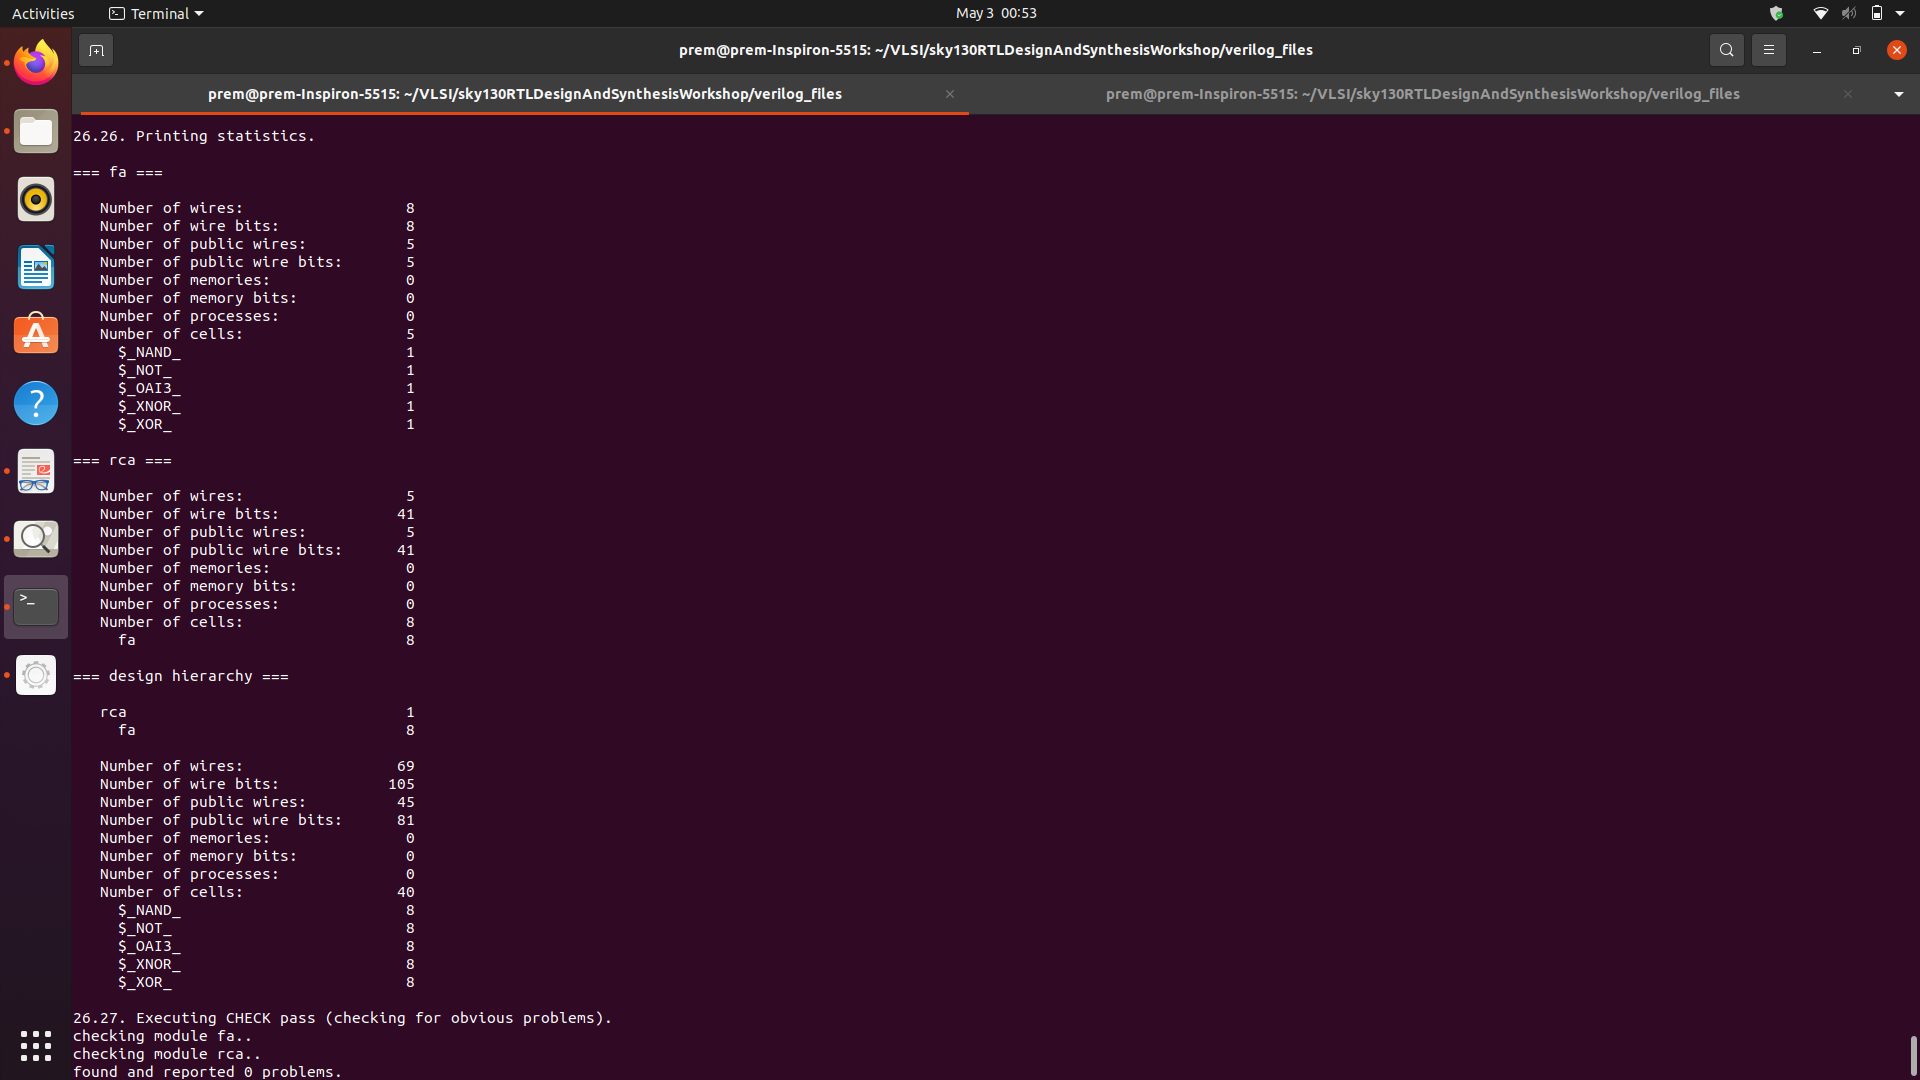 Activities Terminal May 3 00:53
prem@prem-Inspiron-5515: ~/VLSI/sky130RTLDesignAndSynthesisWorkshop/verilog_files
prem@prem-Inspiron-5515: ~/VLSI/sky130RTLDesignAndSynthesisWorkshop/verilog_files prem@prem-Inspiron-5515: ~/VLSI/sky130RTLDesignAndSynthesisWorkshop/verilog_files
26.26. Printing statistics.
=== fa ===
Number of wires: 8
Number of wire bits: 8
Number of public wires: 5
Number of public wire bits: 5
Number of memories: 0
Number of memory bits: 0
Number of processes: 0
Number of cells: 5
$_NAND_ 1
$_NOT_ 1
$_OAI3_ 1
$_XNOR_ 1
$_XOR_ 1
=== rca ===
Number of wires: 5
Number of wire bits: 41
Number of public wires: 5
Number of public wire bits: 41
Number of memories: 0
Number of memory bits: 0
Number of processes: 0
Number of cells: 8
fa 8
=== design hierarchy ===
rca 1
fa 8
Number of wires: 69
Number of wire bits: 105
Number of public wires: 45
Number of public wire bits: 81
Number of memories: 0
Number of memory bits: 0
Number of processes: 0
Number of cells: 40
$_NAND_ 8
$_NOT_ 8
$_OAI3_ 8
$_XNOR_ 8
$_XOR_ 8
26.27. Executing CHECK pass (checking for obvious problems).
checking module fa..
checking module rca..
found and reported 0 problems.